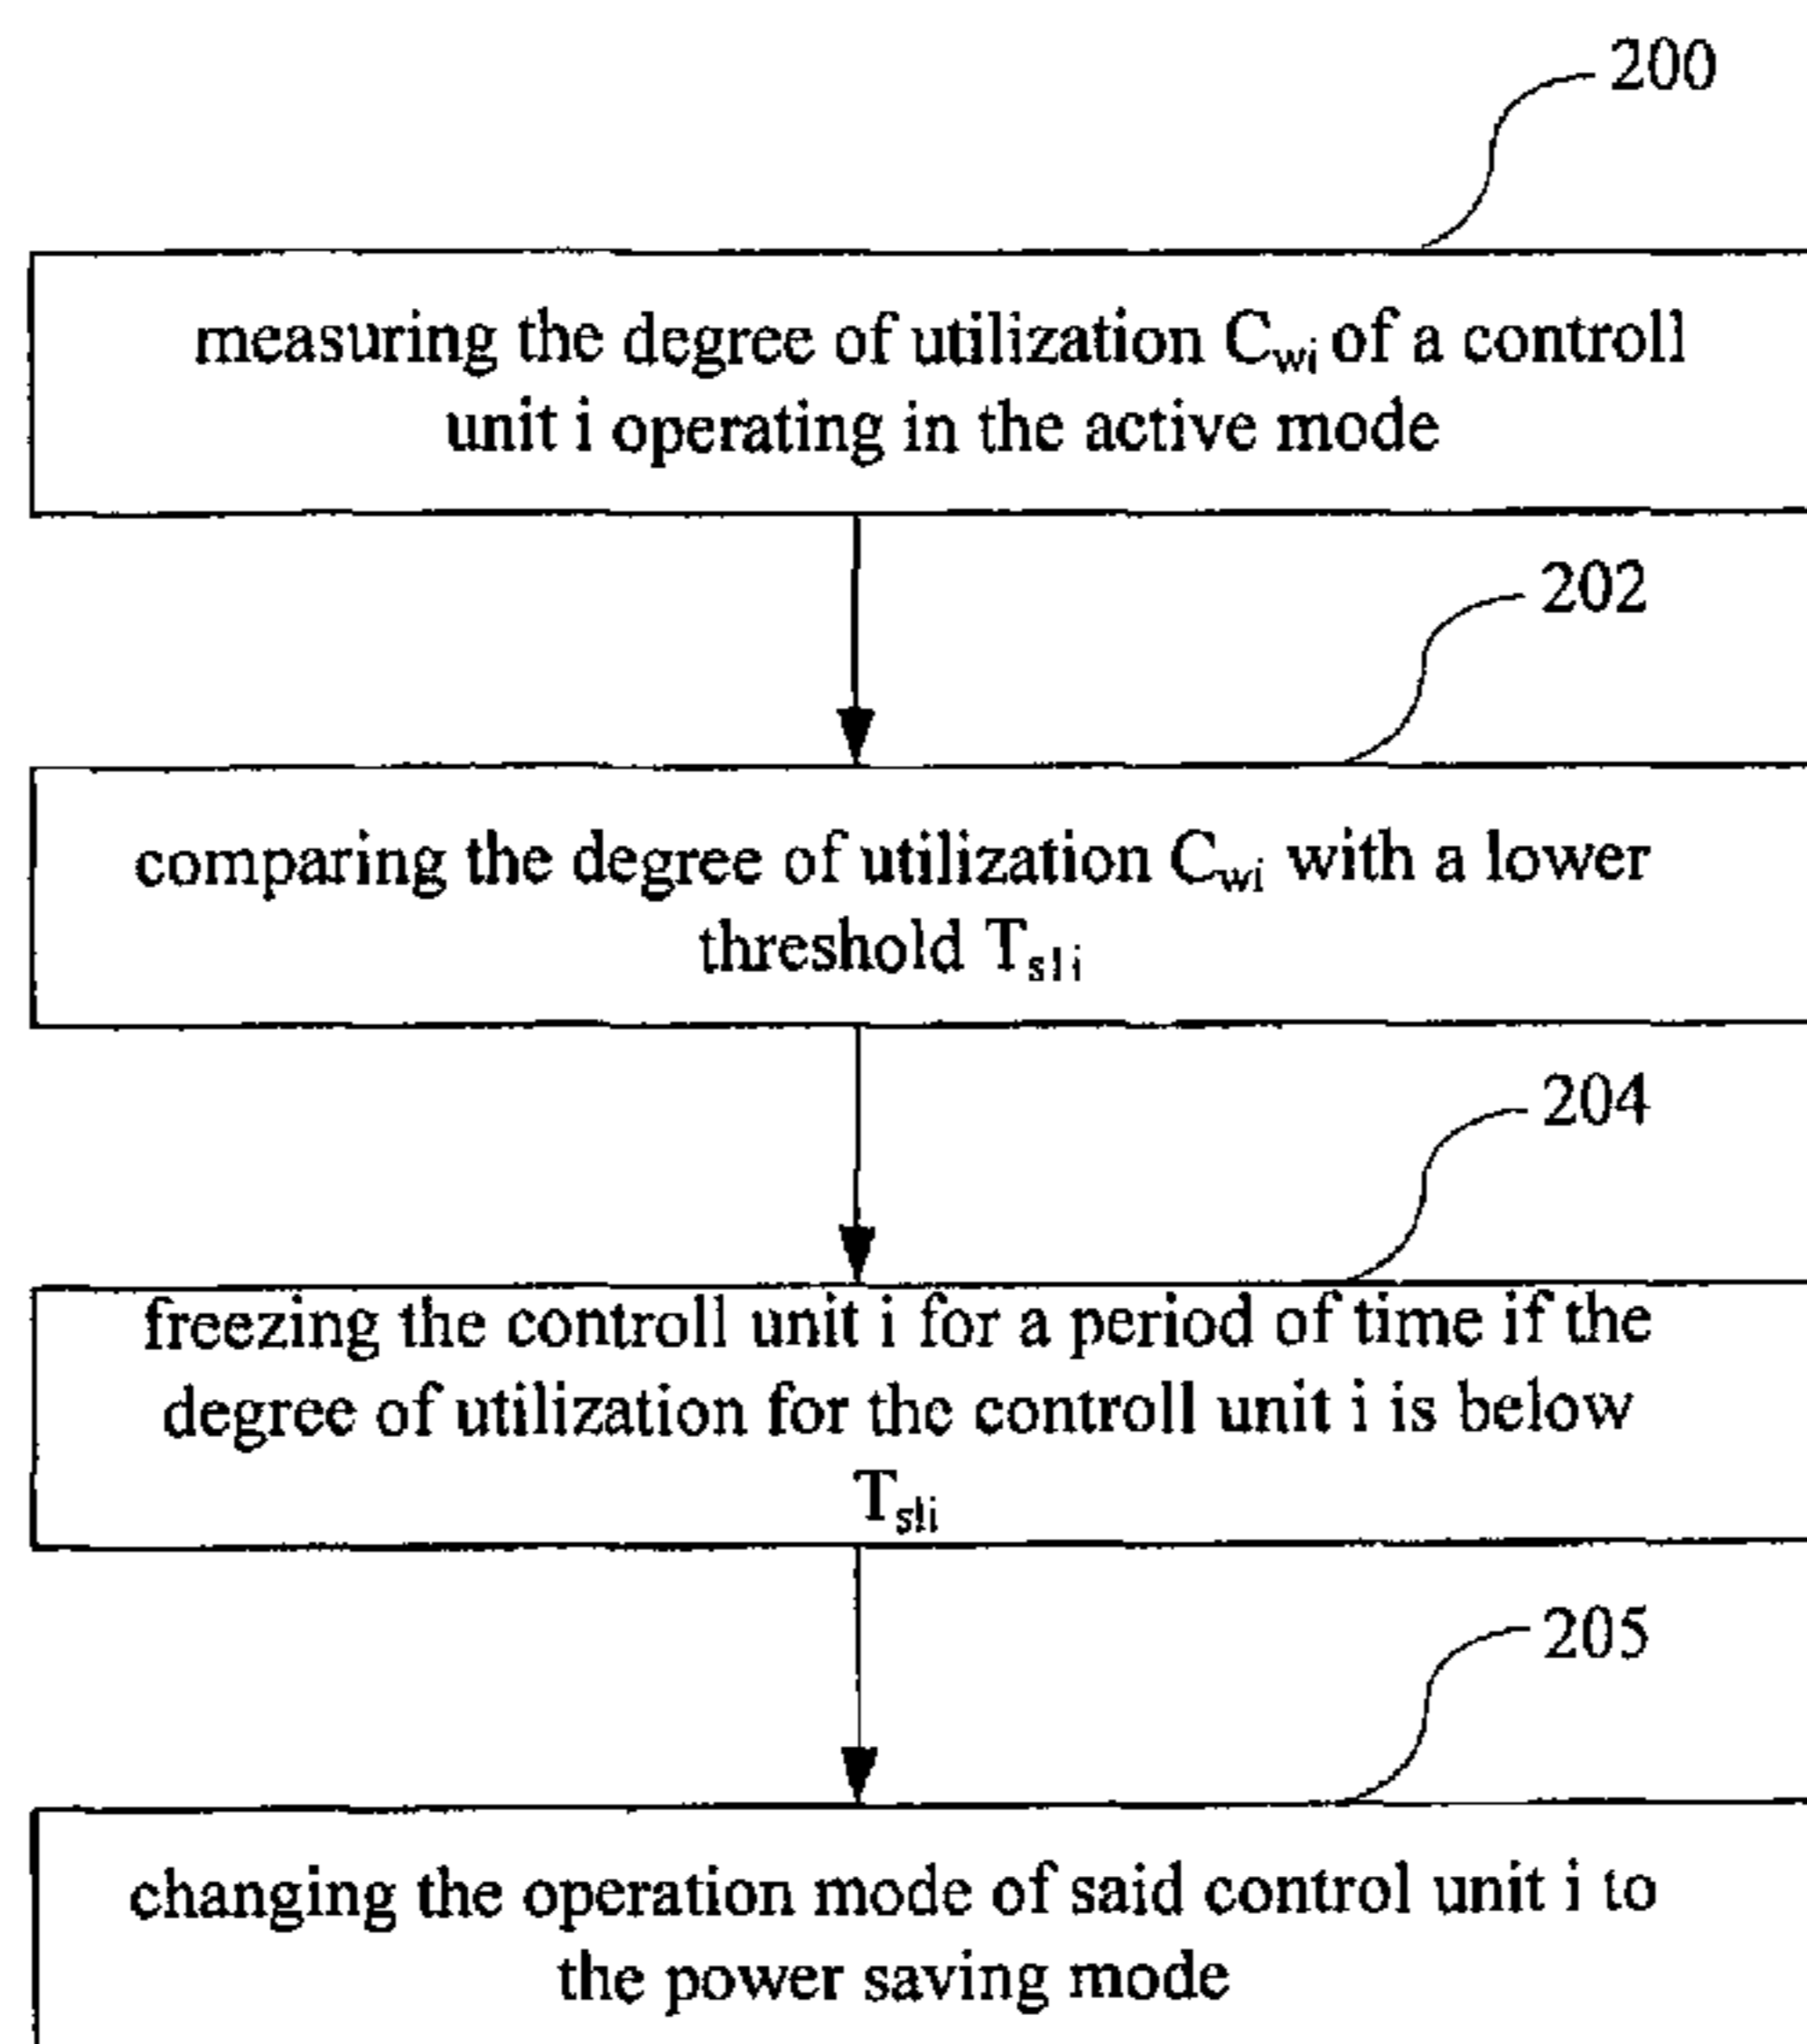 200
measuring the degree of utilization Cwi of a controll
unit i operating in the active mode
202
comparing the degree of utilization Cwi with a lower
threshold Tsli
204
freezing the controll unit i for a period of time if the
degree of utilization for the controll unit i is below
Tsli
205
changing the operation mode of said control unit i to
the power saving mode